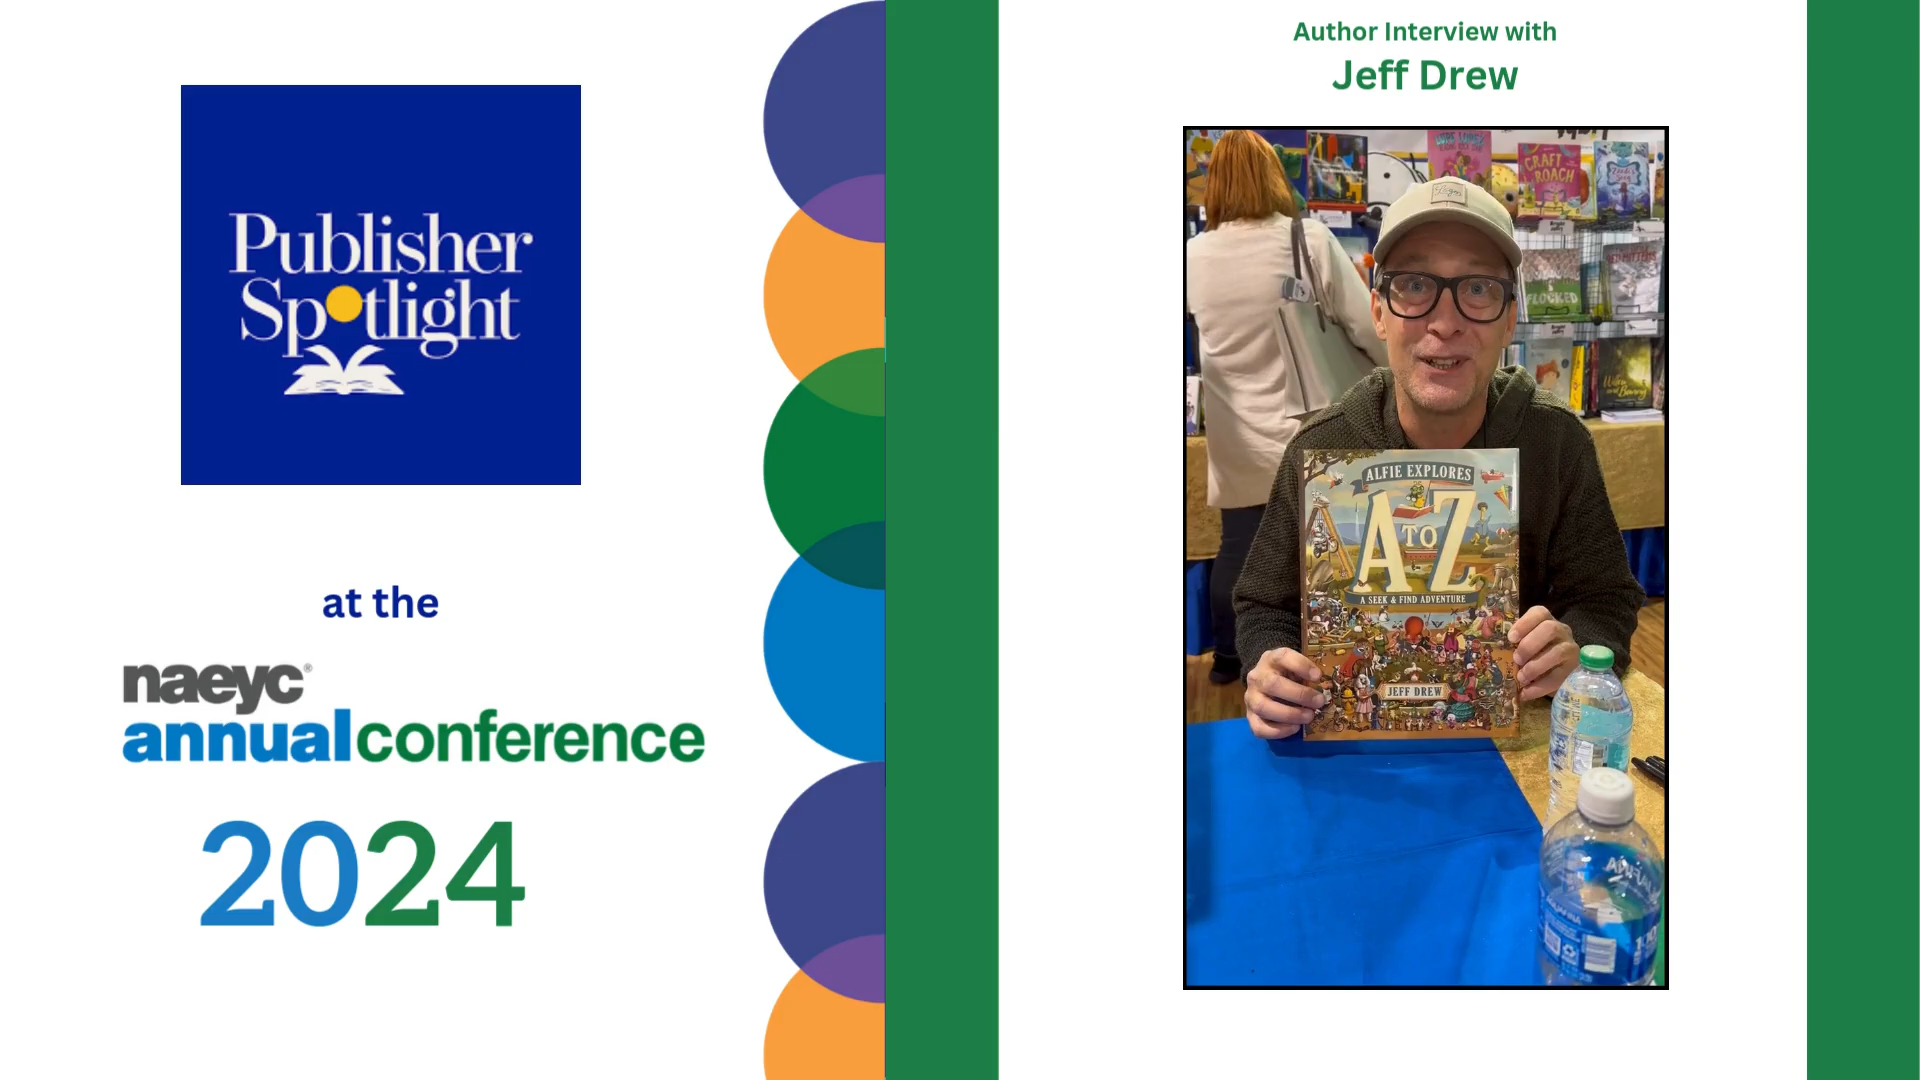 Publisher
Spotlight
at the
naeyc®
annualconference
2024
Author Interview with
Jeff Drew
CRAFT
ROACH
FLOCKED
ALFIE EXPLORES
A TO Z
A SEEK & FIND ADVENTURE
JEFF DREW